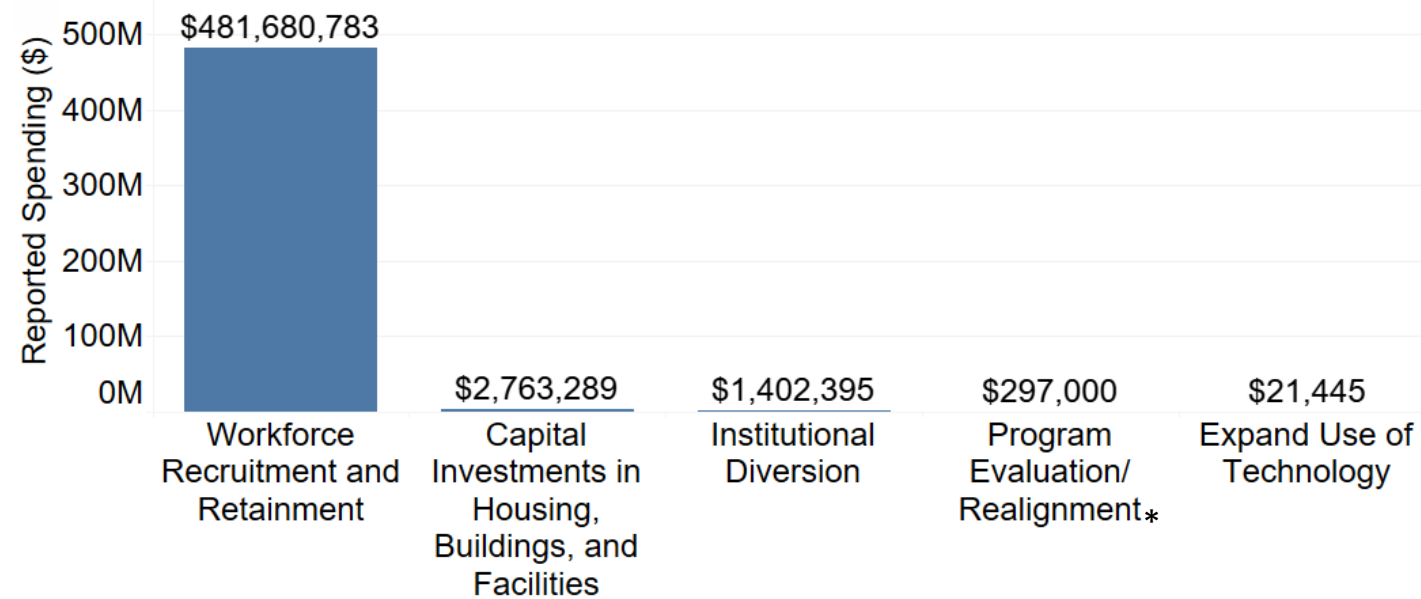 Reported Spending ($)
500M
400M
300M
200M
100M
0M
$481,680,783
$2,763,289
$1,402,395
$297,000
$21,445
Workforce
Recruitment and
Retainment
Capital
Investments in
Housing,
Buildings, and
Facilities
Institutional
Diversion
Program
Evaluation/
Realignment*
Expand Use of
Technology